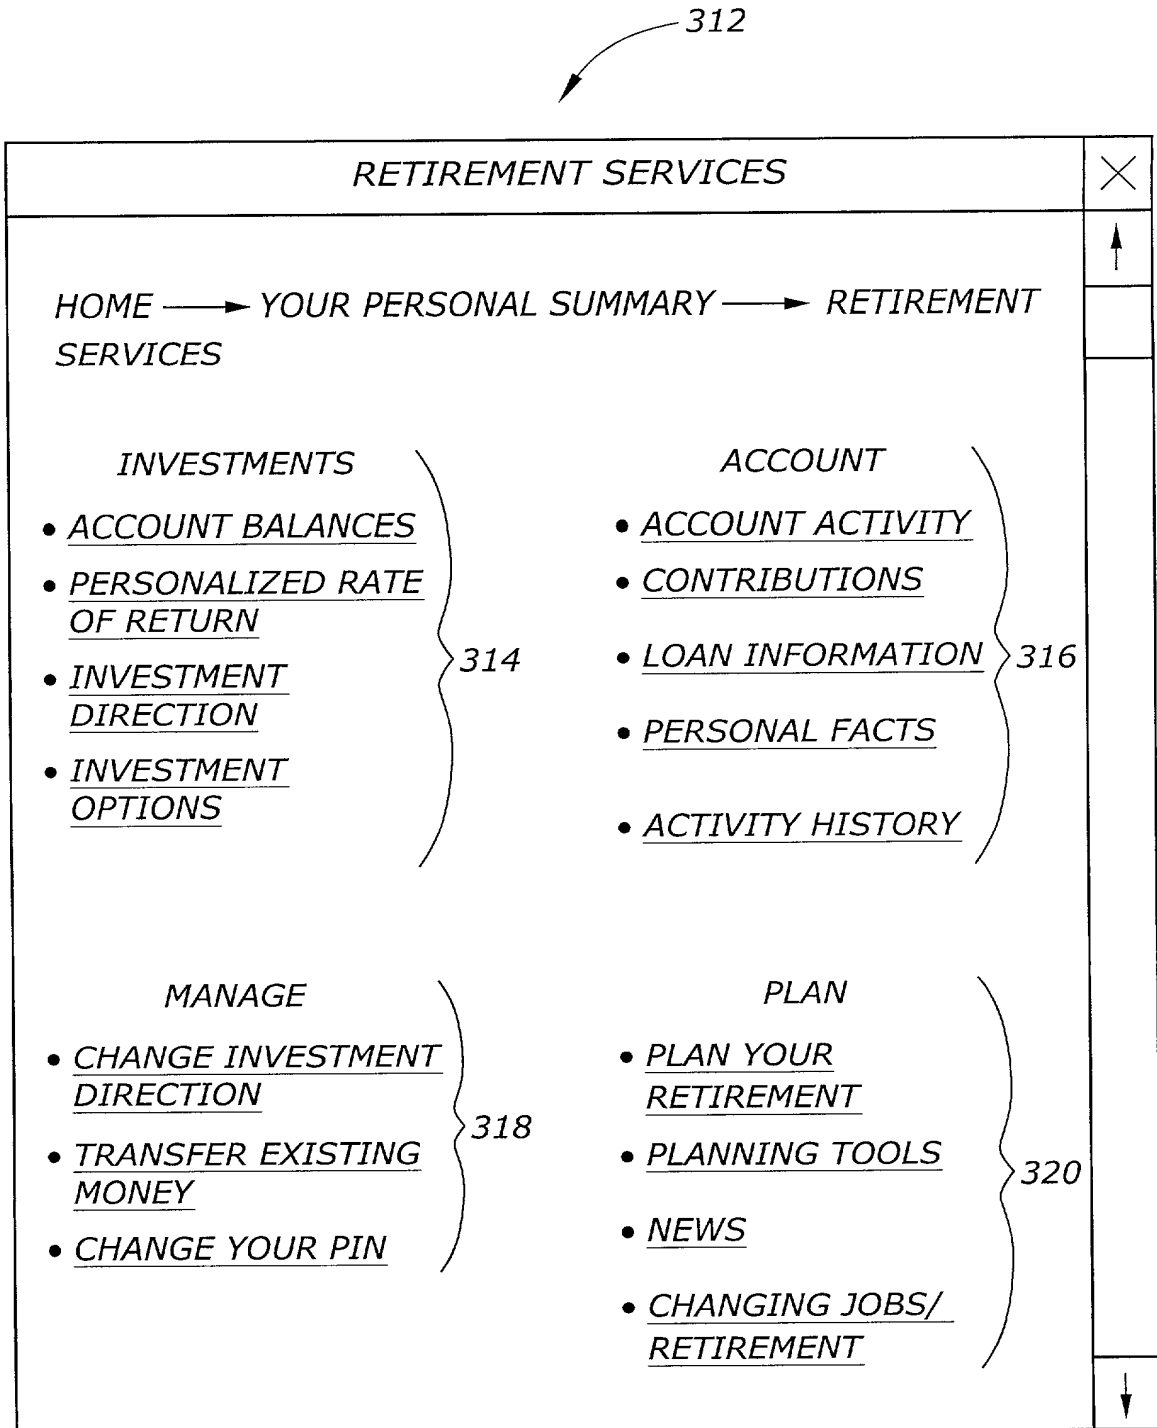 312
RETIREMENT SERVICES
HOME → YOUR PERSONAL SUMMARY → RETIREMENT
SERVICES
INVESTMENTS
• ACCOUNT BALANCES
• PERSONALIZED RATE
OF RETURN
• INVESTMENT
DIRECTION
• INVESTMENT
OPTIONS
314
ACCOUNT
• ACCOUNT ACTIVITY
• CONTRIBUTIONS
• LOAN INFORMATION
• PERSONAL FACTS
• ACTIVITY HISTORY
316
MANAGE
• CHANGE INVESTMENT
DIRECTION
• TRANSFER EXISTING
MONEY
• CHANGE YOUR PIN
318
PLAN
• PLAN YOUR
RETIREMENT
• PLANNING TOOLS
• NEWS
• CHANGING JOBS/
RETIREMENT
320